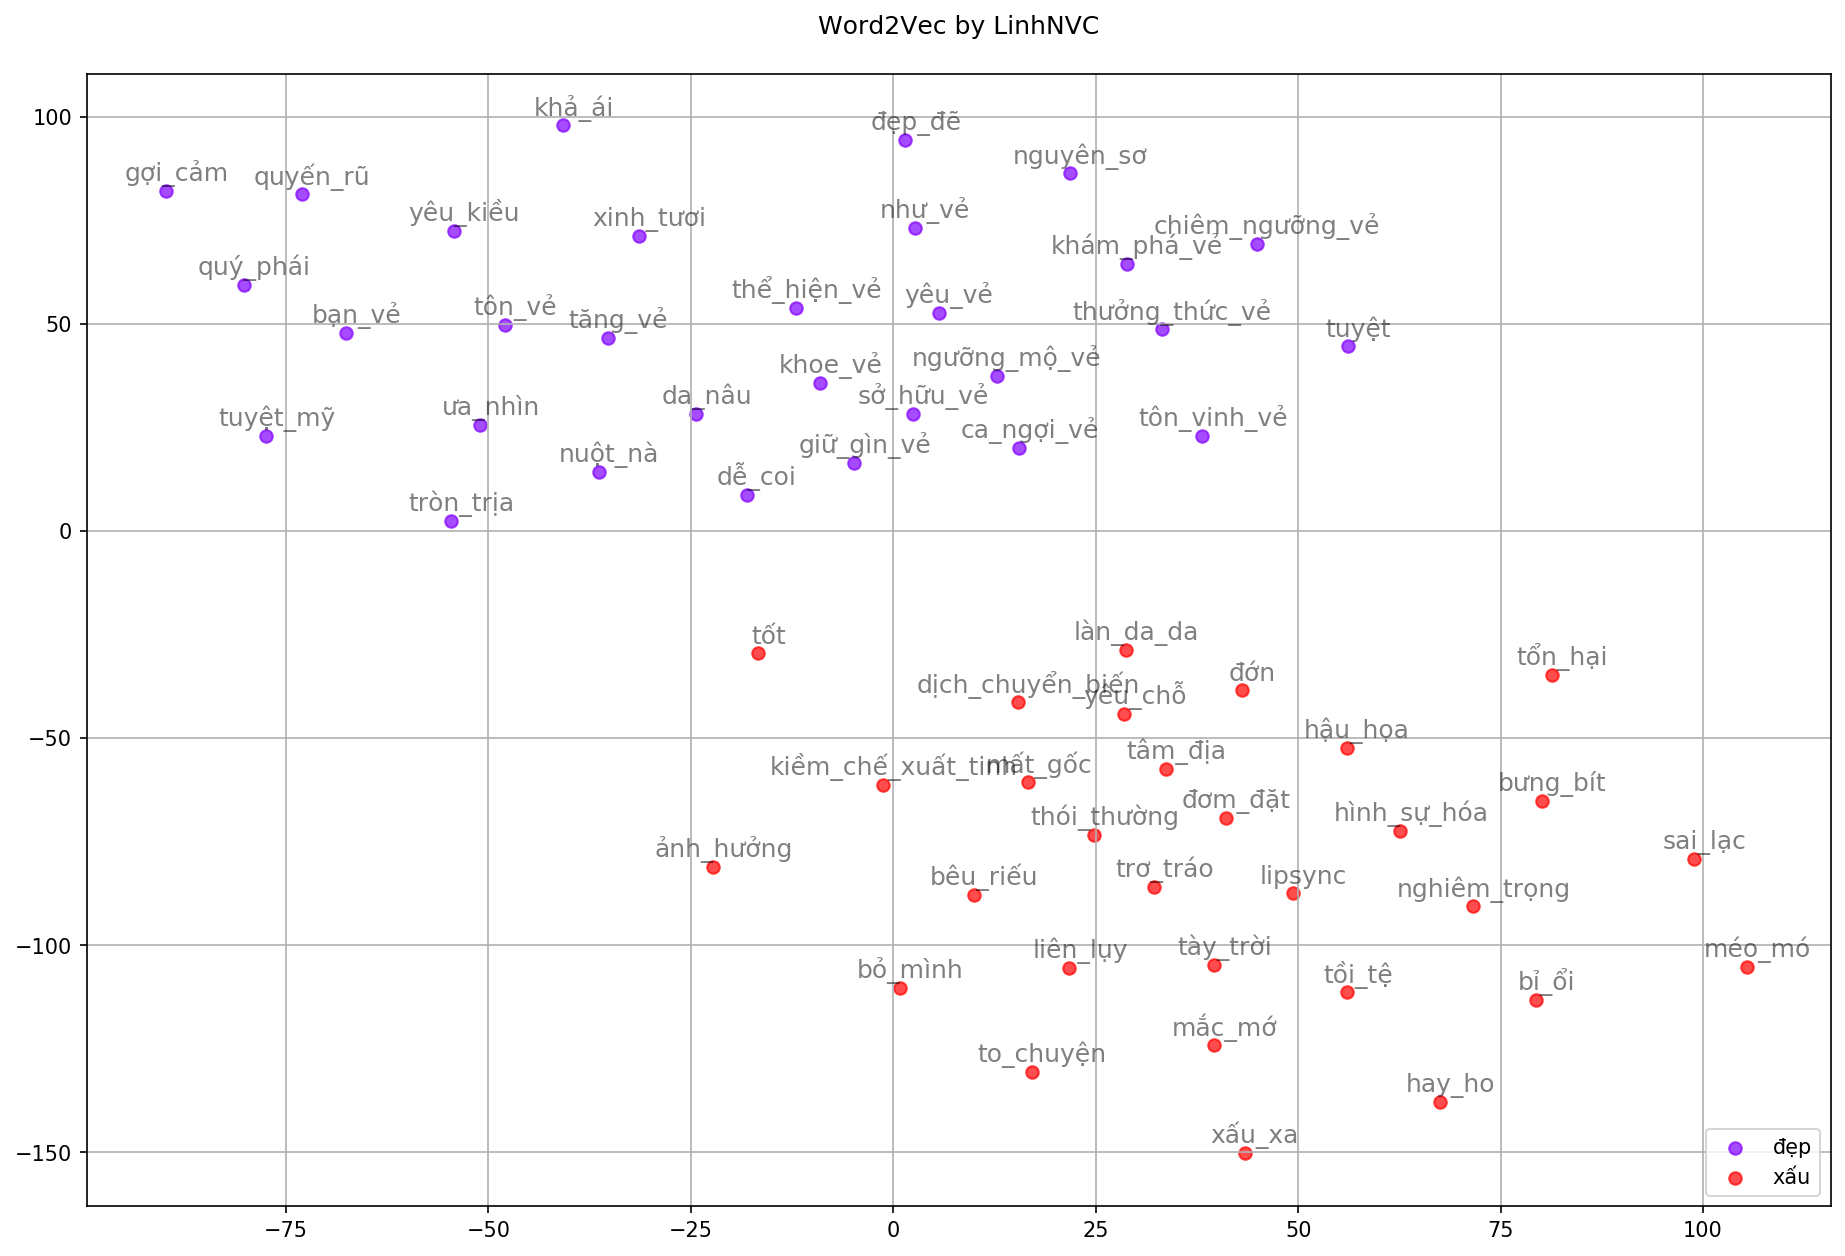 Word2Vec by LinhNVC
100
khả_ái
đẹp_đẽ
nguyên_sơ
gợi_cảm
quyến_rũ
yêu_kiều
xinh_tươi
như_vẻ
chiêm_ngưỡng_vẻ
khám_phá_vẻ
quý_phái
thể_hiện_vẻ
yêu_vẻ
bạn_vẻ
tôn_vẻ
tăng_vẻ
thưởng_thức_vẻ
tuyệt
50
khoe_vẻ
ngưỡng_mộ_vẻ
ưa_nhìn
da_nâu
sở_hữu_vẻ
tuyệt_mỹ
tôn_vinh_vẻ
ca_ngợi_vẻ
nuột_nà
giữ_gìn_vẻ
dễ_coi
tròn_trịa
0
tốt
làn_da_da
tổn_hại
đớn
dịch_chuyển_biến
yếu_chỗ
−50
hậu_họa
tâm_địa
kiềm_chế_xuất_tinh
mất_gốc
bưng_bít
đơm_đặt
thói_thường
hình_sự_hóa
ảnh_hưởng
sai_lạc
bêu_riếu
trơ_tráo
lipsync
nghiêm_trọng
−100
liên_lụy
tày_trời
méo_mó
bỏ_mình
tồi_tệ
bỉ_ổi
mắc_mớ
to_chuyện
hay_ho
xấu_xa
−150
đẹp
xấu
−75 −50 −25 0 25 50 75 100